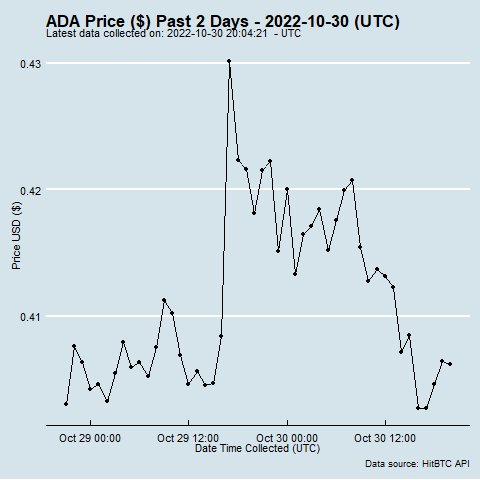 ADA Price ($) Past 2 Days - 2022-10-30 (UTC)
Latest data collected on: 2022-10-30 20:04:21 - UTC
0.43
0.42
0.41
Price USD ($)
Oct 29 00:00 Oct 29 12:00 Oct 30 00:00 Oct 30 12:00
Date Time Collected (UTC)
Data source: HitBTC API